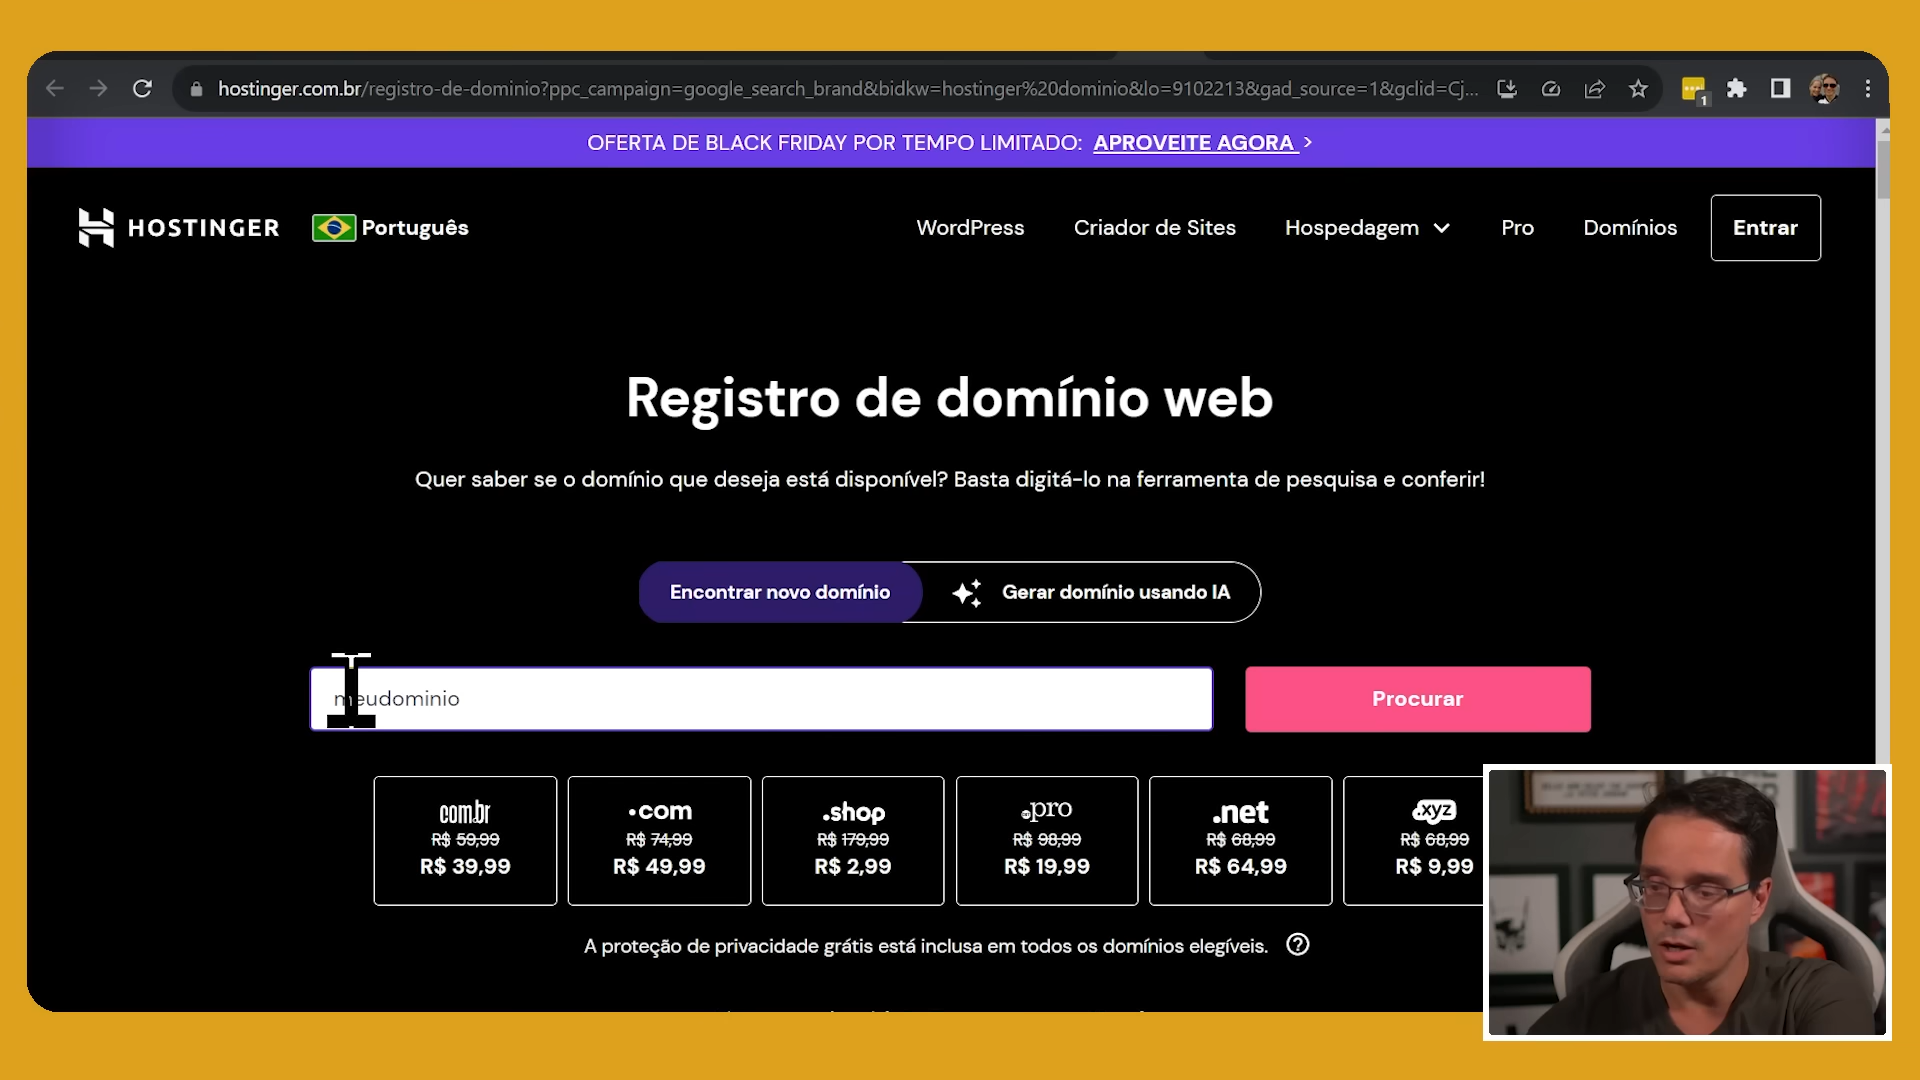 hostinger.com.br/registro-de-dominio?ppc_campaign=google_search_brand&bidkw=hostinger%20dominio&lo=9102213&gad_source=1&gclid=Cj...
1
OFERTA DE BLACK FRIDAY POR TEMPO LIMITADO: APROVEITE AGORA >
HOSTINGER
Português
WordPress
Criador de Sites
Hospedagem
Pro
Domínios
Entrar
Registro de domínio web
Quer saber se o domínio que deseja está disponível? Basta digitá-lo na ferramenta de pesquisa e conferir!
Encontrar novo domínio
Gerar domínio usando IA
meudominio
Procurar
com.br
R$ 59,99
R$ 39,99
.com
R$ 74,99
R$ 49,99
.shop
R$ 179,99
R$ 2,99
.pro
R$ 98,99
R$ 19,99
.net
R$ 68,99
R$ 64,99
.xyz
R$ 68,99
R$ 9,99
A proteção de privacidade grátis está inclusa em todos os domínios elegíveis. ?